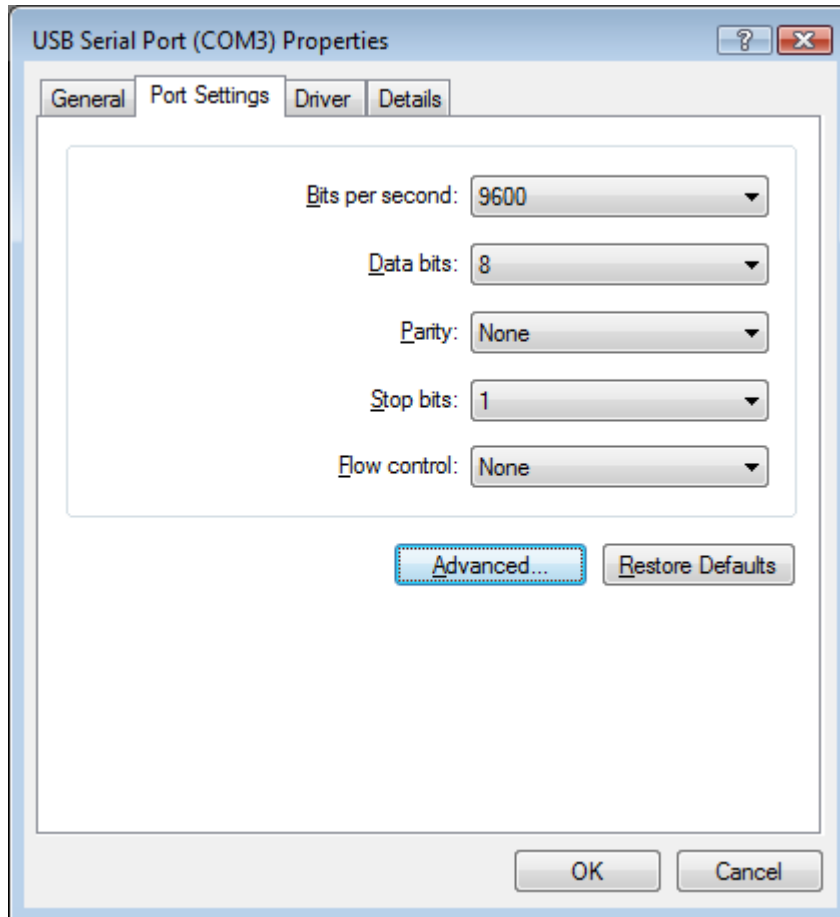 USB Serial Port (COM3) Properties
General Port Settings Driver Details
Bits per second: 9600
Data bits: 8
Parity: None
Stop bits: 1
Flow control: None
Advanced... Restore Defaults
OK Cancel